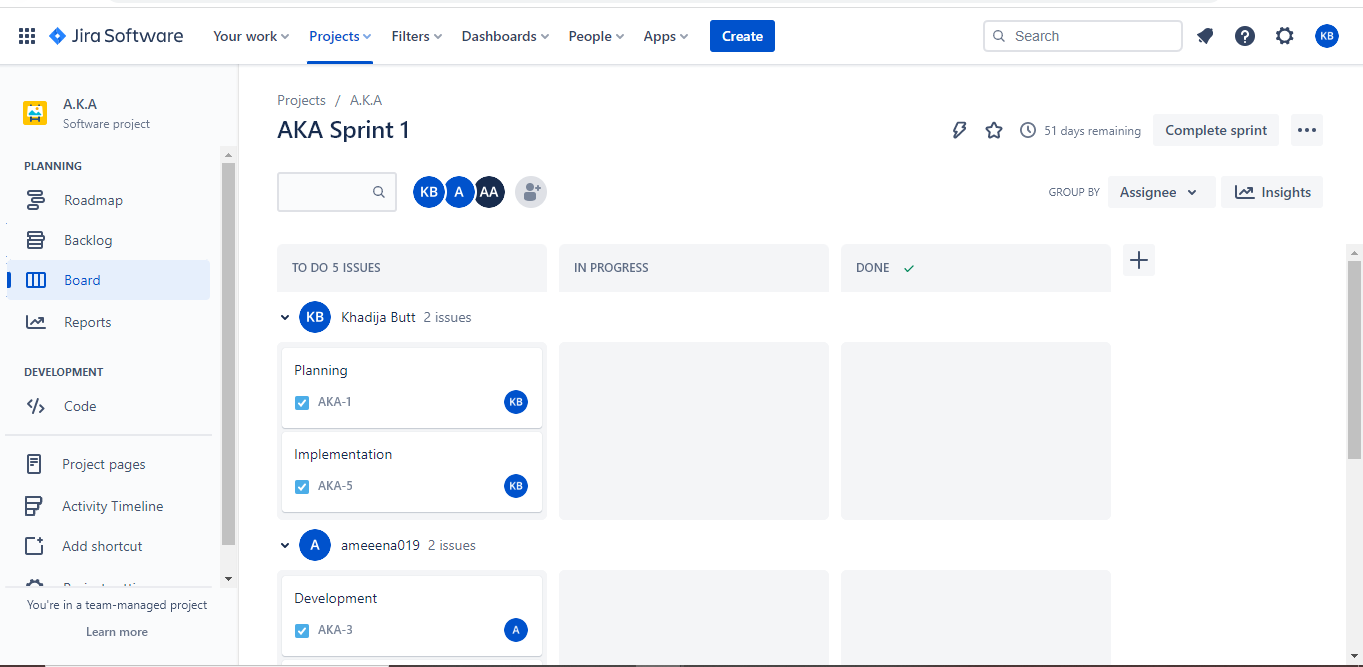 Jira Software Your work Projects Filters Dashboards People Apps Create Search KB
A.K.A
Software project
PLANNING
Roadmap
Backlog
Board
Reports
DEVELOPMENT
Code
Project pages
Activity Timeline
Add shortcut
You're in a team-managed project
Learn more
Projects / A.K.A
AKA Sprint 1
51 days remaining Complete sprint
KB A AA
GROUP BY Assignee Insights
TO DO 5 ISSUES IN PROGRESS DONE
KB Khadija Butt 2 issues
Planning
AKA-1 KB
Implementation
AKA-5 KB
A ameeena019 2 issues
Development
AKA-3 A